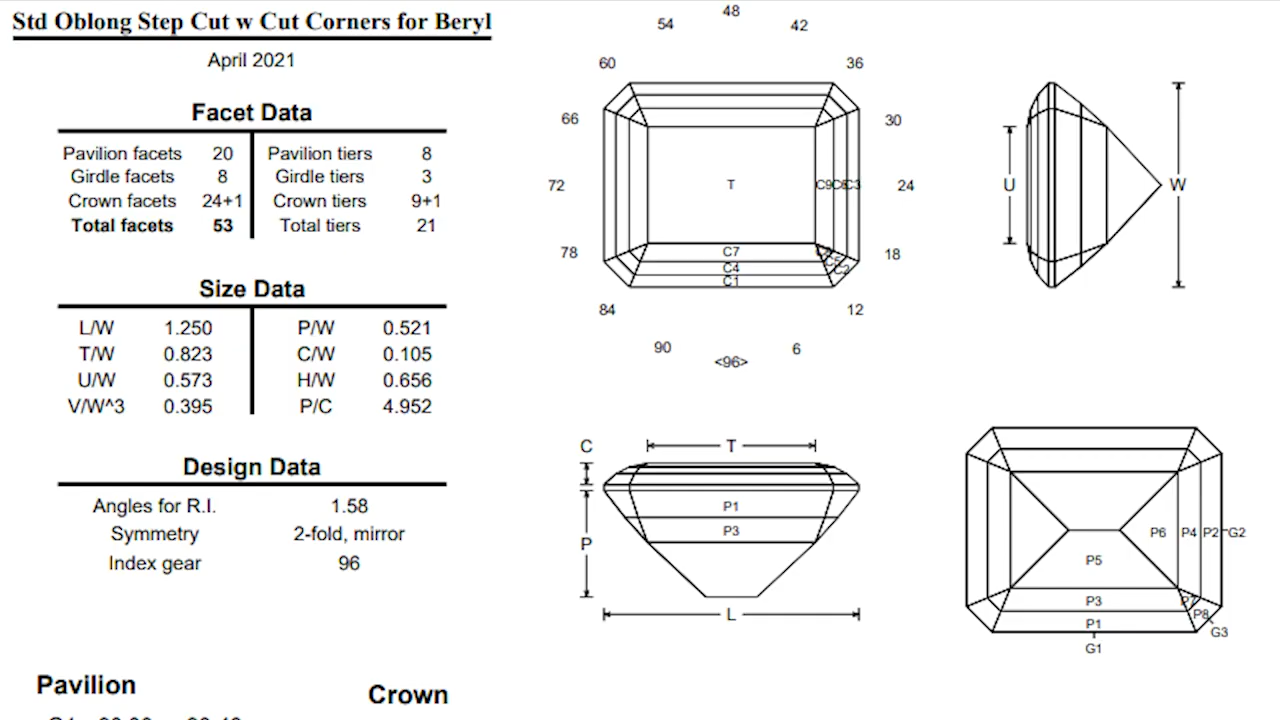 Std Oblong Step Cut w Cut Corners for Beryl
April 2021
Facet Data
Pavilion facets 20 Pavilion tiers 8
Girdle facets 8 Girdle tiers 3
Crown facets 24+1 Crown tiers 9+1
Total facets 53 Total tiers 21
Size Data
L/W 1.250 P/W 0.521
T/W 0.823 C/W 0.105
U/W 0.573 H/W 0.656
V/W^3 0.395 P/C 4.952
Design Data
Angles for R.I. 1.58
Symmetry 2-fold, mirror
Index gear 96
Pavilion
Crown
54 48 42
60 36
66 30
72 24
78 18
84 12
90 <96> 6
T
C7
C4
C1
U W
C T
P1
P3
P
L
P6 P4 P2 G2
P5
P3 P7
P8
P1 G3
G1